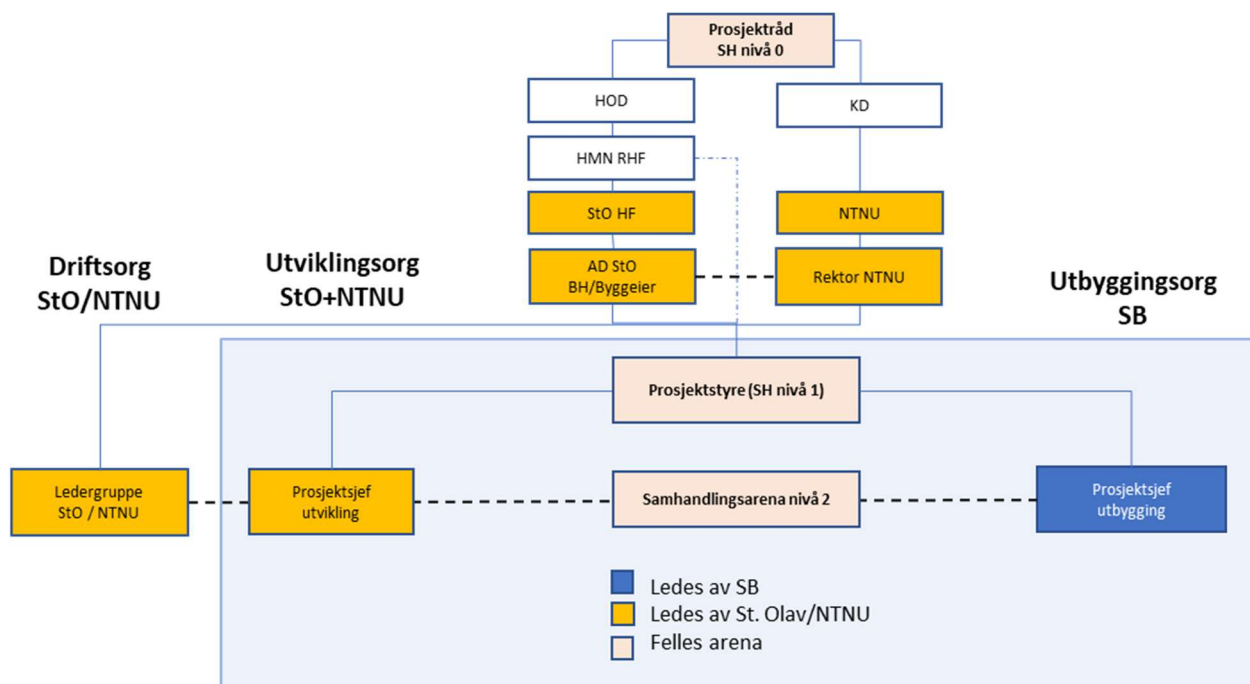 Prosjektråd
SH nivå 0
HOD
KD
HMN RHF
StO HF
NTNU
Driftsorg
StO/NTNU
Utviklingsorg
StO+NTNU
AD StO
BH/Byggeier
Rektor NTNU
Utbyggingsorg
SB
Prosjektstyre (SH nivå 1)
Ledergruppe
StO / NTNU
Prosjektsjef
utvikling
Samhandlingsarena nivå 2
Prosjektsjef
utbygging
Ledes av SB
Ledes av St. Olav/NTNU
Felles arena